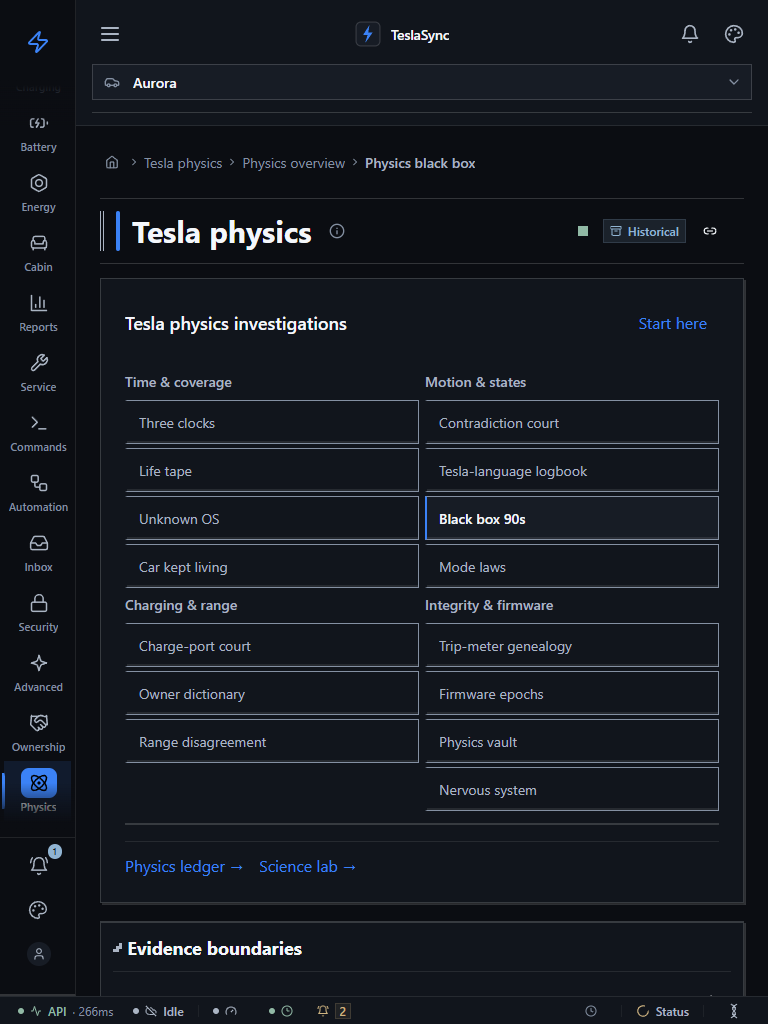 TeslaSync
Aurora
Charging
Battery
Energy
Cabin
Reports
Service
Commands
Automation
Inbox
Security
Advanced
Ownership
Physics
1
Tesla physics > Physics overview > Physics black box
Tesla physics
Historical
Tesla physics investigations
Start here
Time & coverage
Three clocks
Life tape
Unknown OS
Car kept living
Motion & states
Contradiction court
Tesla-language logbook
Black box 90s
Mode laws
Charging & range
Charge-port court
Owner dictionary
Range disagreement
Integrity & firmware
Trip-meter genealogy
Firmware epochs
Physics vault
Nervous system
Physics ledger → Science lab →
Evidence boundaries
API · 266ms Idle 2 Status